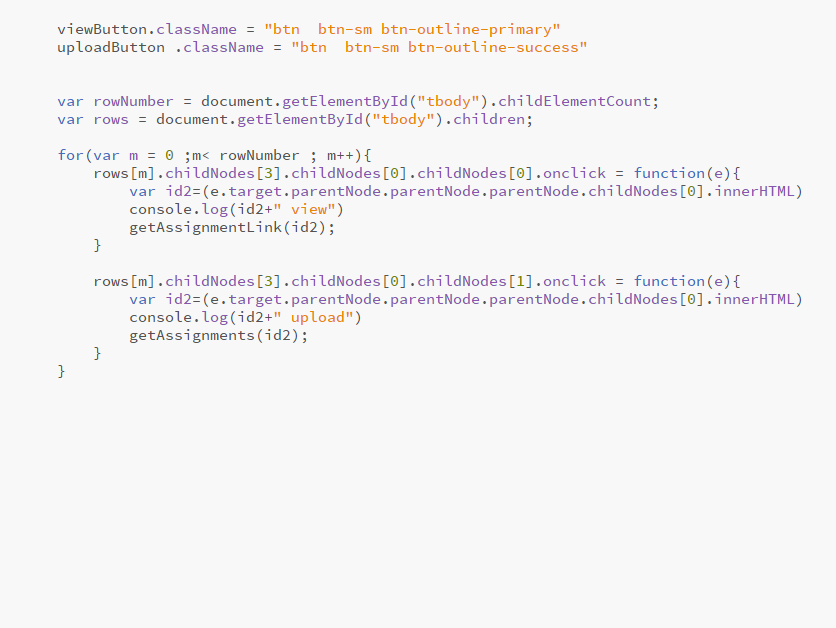 viewButton.className = "btn  btn-sm btn-outline-primary"
uploadButton .className = "btn  btn-sm btn-outline-success"
var rowNumber = document.getElementById("tbody").childElementCount;
var rows = document.getElementById("tbody").children;
for(var m = 0 ;m< rowNumber ; m++){
    rows[m].childNodes[3].childNodes[0].childNodes[0].onclick = function(e){
        var id2=(e.target.parentNode.parentNode.parentNode.childNodes[0].innerHTML)
        console.log(id2+" view")
        getAssignmentLink(id2);
    }
    rows[m].childNodes[3].childNodes[0].childNodes[1].onclick = function(e){
        var id2=(e.target.parentNode.parentNode.parentNode.childNodes[0].innerHTML)
        console.log(id2+" upload")
        getAssignments(id2);
    }
}